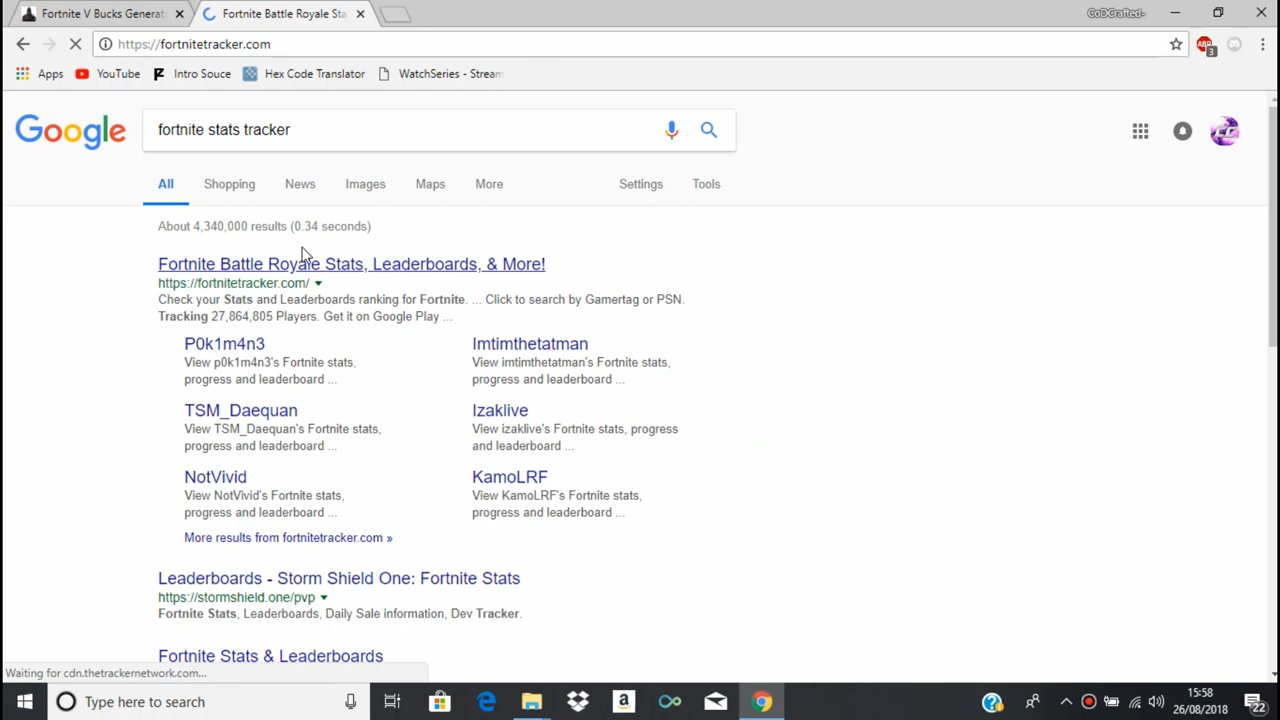 Fortnite V Bucks Generat
Fortnite Battle Royale Sta
CoDCrafted-
https://fortnitetracker.com
ABP
3
Apps
YouTube
Intro Souce
Hex Code Translator
WatchSeries - Stream
Google
fortnite stats tracker
All
Shopping
News
Images
Maps
More
Settings
Tools
About 4,340,000 results (0.34 seconds)
Fortnite Battle Royale Stats, Leaderboards, & More!
https://fortnitetracker.com/
Check your Stats and Leaderboards ranking for Fortnite. ... Click to search by Gamertag or PSN.
Tracking 27,864,805 Players. Get it on Google Play ...
P0k1m4n3
View p0k1m4n3's Fortnite stats,
progress and leaderboard ...
Imtimthetatman
View imtimthetatman's Fortnite stats,
progress and leaderboard ...
TSM_Daequan
View TSM_Daequan's Fortnite stats,
progress and leaderboard ...
Izaklive
View izaklive's Fortnite stats, progress
and leaderboard ...
NotVivid
View NotVivid's Fortnite stats,
progress and leaderboard ...
KamoLRF
View KamoLRF's Fortnite stats,
progress and leaderboard ...
More results from fortnitetracker.com »
Leaderboards - Storm Shield One: Fortnite Stats
https://stormshield.one/pvp
Fortnite Stats, Leaderboards, Daily Sale information, Dev Tracker.
Fortnite Stats & Leaderboards
Waiting for cdn.thetrackernetwork.com...
Type here to search
15:58
26/08/2018
22